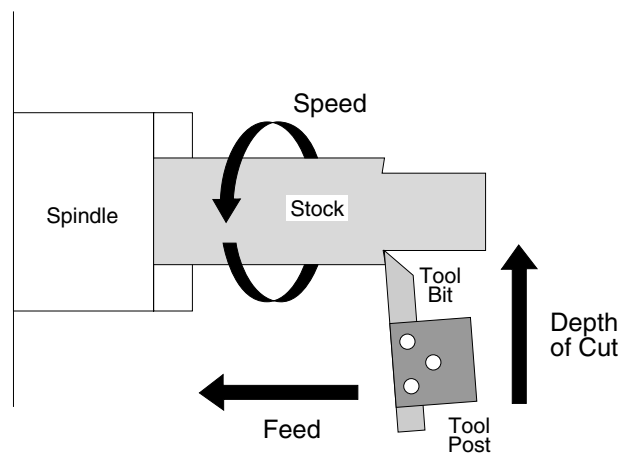 Speed
Spindle
Stock
Tool
Bit
Depth
of Cut
Feed
Tool
Post